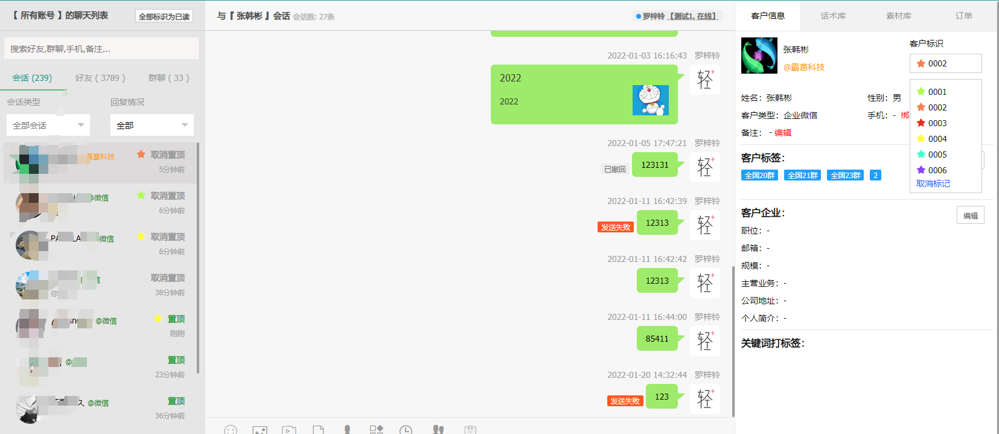 【 所有账号 】的聊天列表
全部标识为已读
搜索好友,群聊,手机,备注...
会话 (239)
好友 ( 3789 )
群聊 ( 33 )
会话类型
回复情况
全部会话
全部
霸葛科技
取消置顶
5分钟前
@微信
取消置顶
6分钟前
@微信
取消置顶
6分钟前
信
取消置顶
你
38分钟前
@微信
置顶
刚刚
@
置顶
23分钟前
久 @微信
置顶
36分钟前
与『 张韩彬 』会话 会话数: 27条
罗梓铃 【测试1, 在线】
2022-01-03 16:16:43 罗梓铃
2022
2022
轻+
2022-01-05 17:47:21 罗梓铃
已撤回
123131
轻+
2022-01-11 16:42:39 罗梓铃
发送失败
12313
轻+
2022-01-11 16:42:42 罗梓铃
12313
轻+
2022-01-11 16:44:00 罗梓铃
85411
轻+
2022-01-20 14:32:44 罗梓铃
发送失败
123
轻+
客户信息
话术库
素材库
订单
张韩彬
@霸葛科技
客户标识
0002
0001
0002
0003
0004
0005
0006
取消标记
姓名：张韩彬
性别：男
客户类型：企业微信
手机：- 绑
备注： - 编辑
客户标签：
全国20群
全国21群
全国23群
2
客户企业：
编辑
职位：-
邮箱：-
规模：-
主营业务：-
公司地址：-
个人简介：-
关键词打标签：